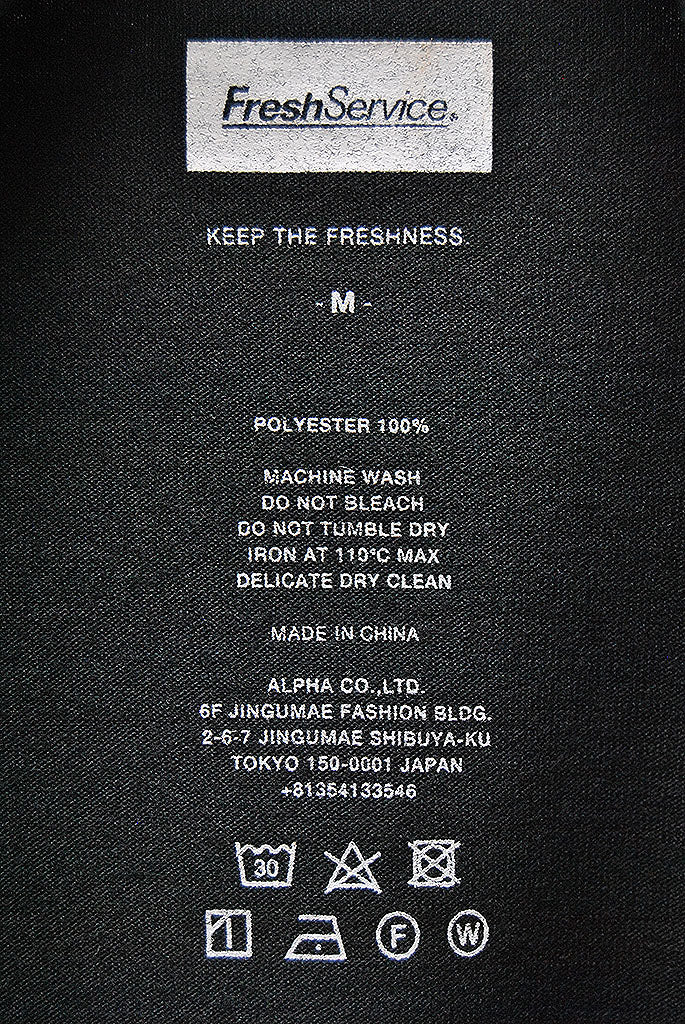 FreshService®
KEEP THE FRESHNESS.
- M -
POLYESTER 100%
MACHINE WASH
DO NOT BLEACH
DO NOT TUMBLE DRY
IRON AT 110°C MAX
DELICATE DRY CLEAN
MADE IN CHINA
ALPHA CO.,LTD.
6F JINGUMAE FASHION BLDG.
2-6-7 JINGUMAE SHIBUYA-KU
TOKYO 150-0001 JAPAN
+81354133546
30
F W